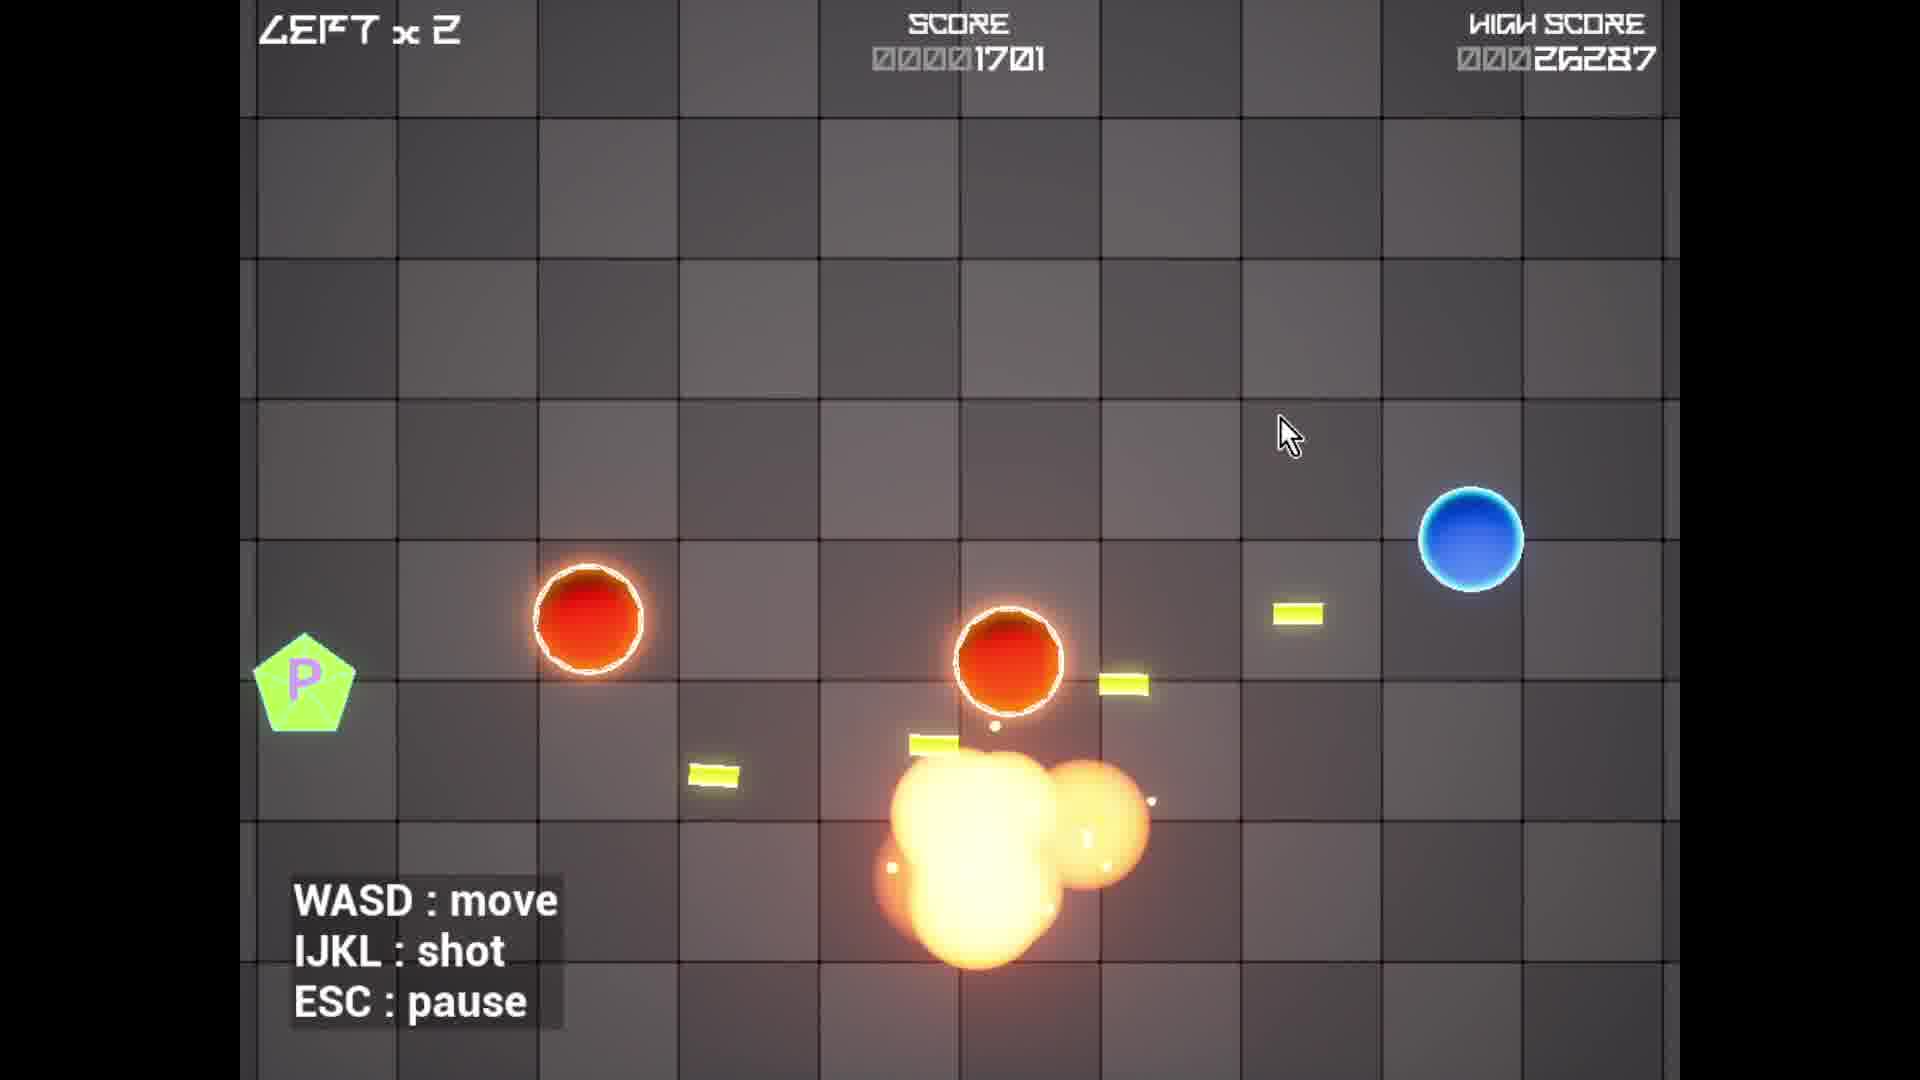 LEFT x 2
SCORE
00001701
HIGH SCORE
00026287
P
WASD : move
IJKL : shot
ESC : pause